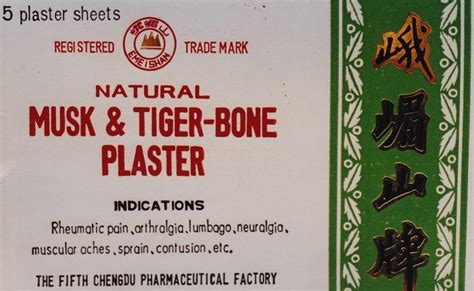 5 plaster sheets
REGISTERED TRADE MARK
峨嵋山
EMEISHAN
NATURAL
MUSK & TIGER-BONE
PLASTER
INDICATIONS
Rheumatic pain, arthralgia, lumbago, neuralgia,
muscular aches, sprain, contusion, etc.
THE FIFTH CHENGDU PHARMACEUTICAL FACTORY
峨嵋山牌